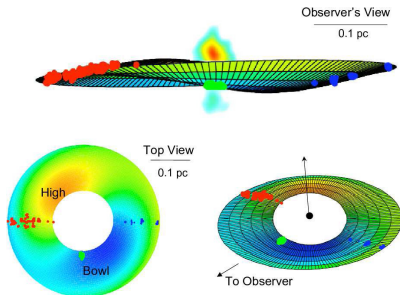 Observer's View
0.1 pc
Top View
0.1 pc
High
Bowl
To Observer